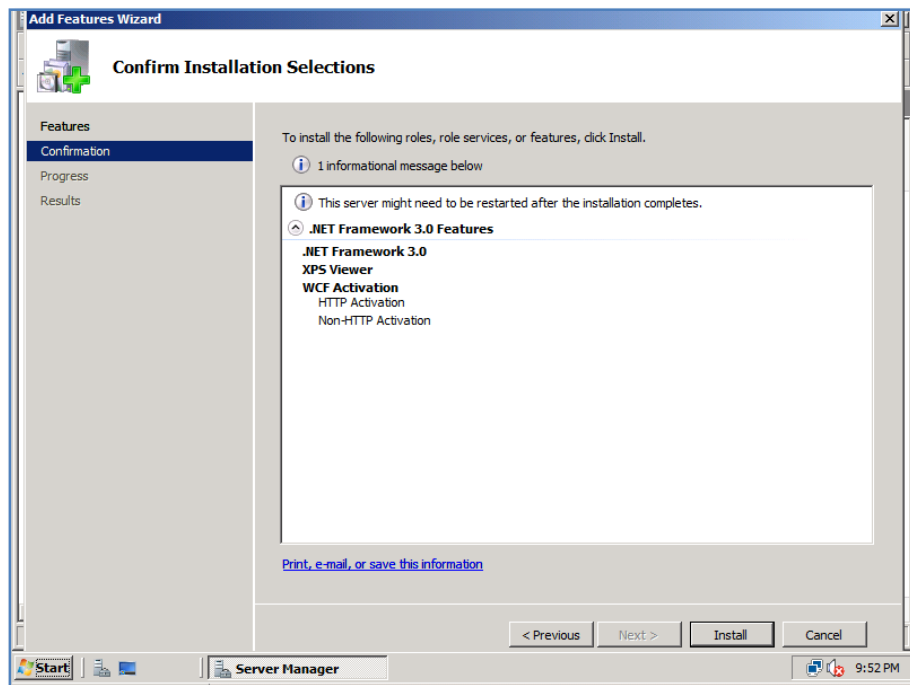 Add Features Wizard
Confirm Installation Selections
Features
Confirmation
Progress
Results
To install the following roles, role services, or features, click Install.
1 informational message below
This server might need to be restarted after the installation completes.
.NET Framework 3.0 Features
.NET Framework 3.0
XPS Viewer
WCF Activation
HTTP Activation
Non-HTTP Activation
Print, e-mail, or save this information
< Previous
Next >
Install
Cancel
Start
Server Manager
9:52 PM